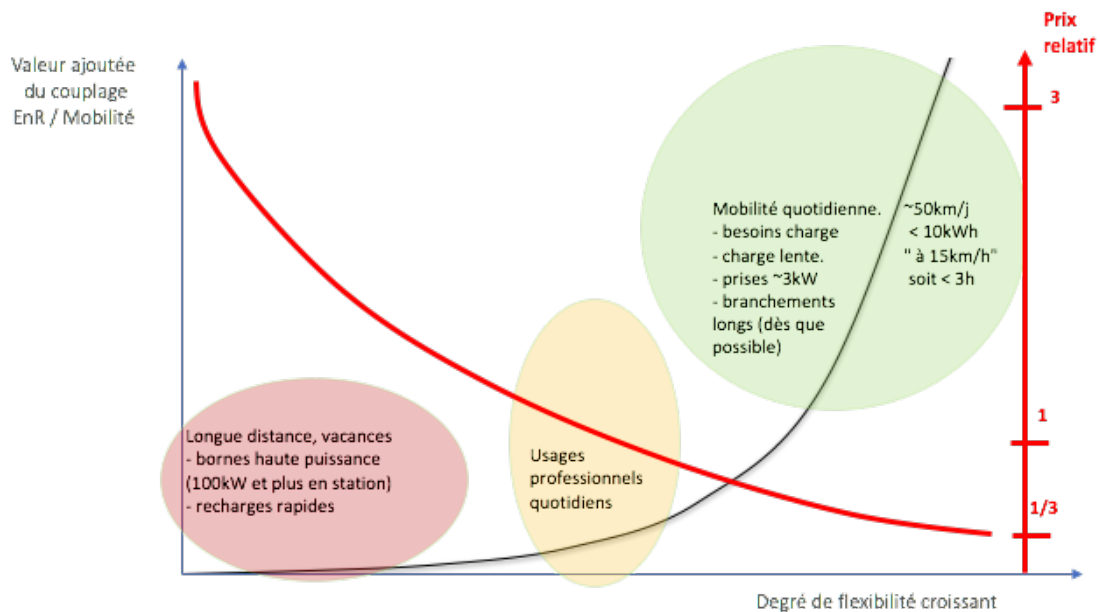 Prix
relatif
Valeur ajoutée
du couplage
EnR / Mobilité
3
Mobilité quotidienne.
- besoins charge
- charge lente.
- prises ~3kW
- branchements
longs (dès que
possible)
~50km/j
< 10kWh
" à 15km/h"
soit < 3h
1
Longue distance, vacances
- bornes haute puissance
(100kW et plus en station)
- recharges rapides
Usages
professionnels
quotidiens
1/3
Degré de flexibilité croissant